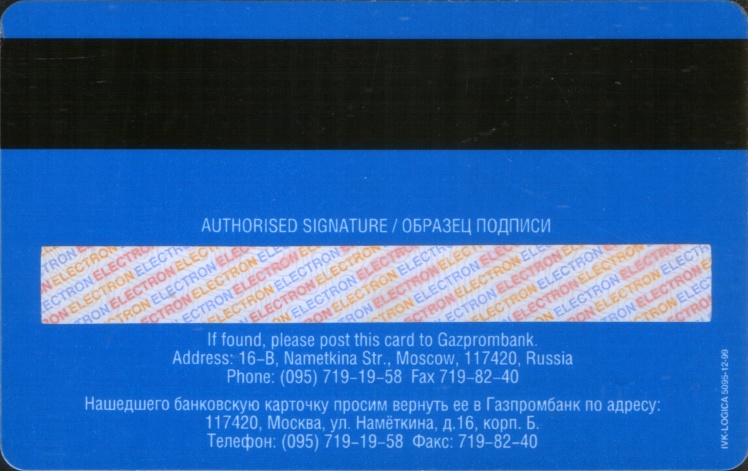 AUTHORISED SIGNATURE / ОБРАЗЕЦ ПОДПИСИ
ELECTRON ELECTRON ELECTRON ELECTRON ELECTRON
If found, please post this card to Gazprombank.
Address: 16-B, Nametkina Str., Moscow, 117420, Russia
Phone: (095) 719-19-58 Fax 719-82-40
Нашедшего банковскую карточку просим вернуть ее в Газпромбанк по адресу:
117420, Москва, ул. Намёткина, д.16, корп. Б.
Телефон: (095) 719-19-58 Факс: 719-82-40
IVK-LOGICA 5095-12-99